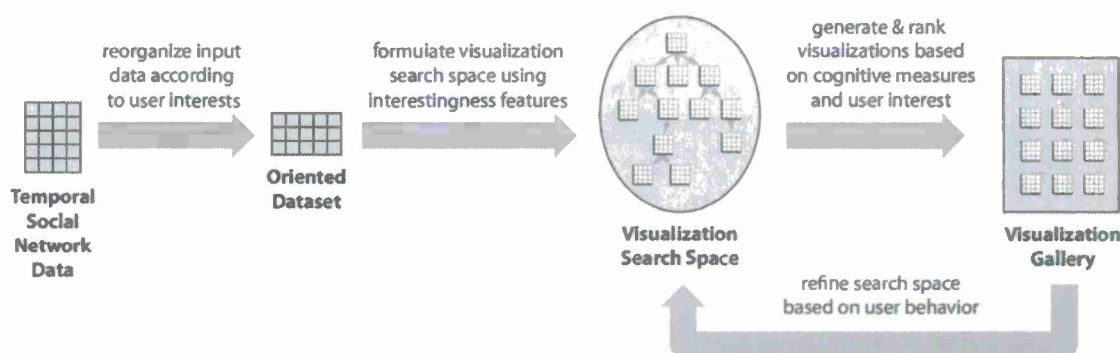 reorganize input
data according
to user interests
formulate visualization
search space using
interestingness features
generate & rank
visualizations based
on cognitive measures
and user interest
Temporal
Social
Network
Data
Oriented
Dataset
Visualization
Search Space
Visualization
Gallery
refine search space
based on user behavior